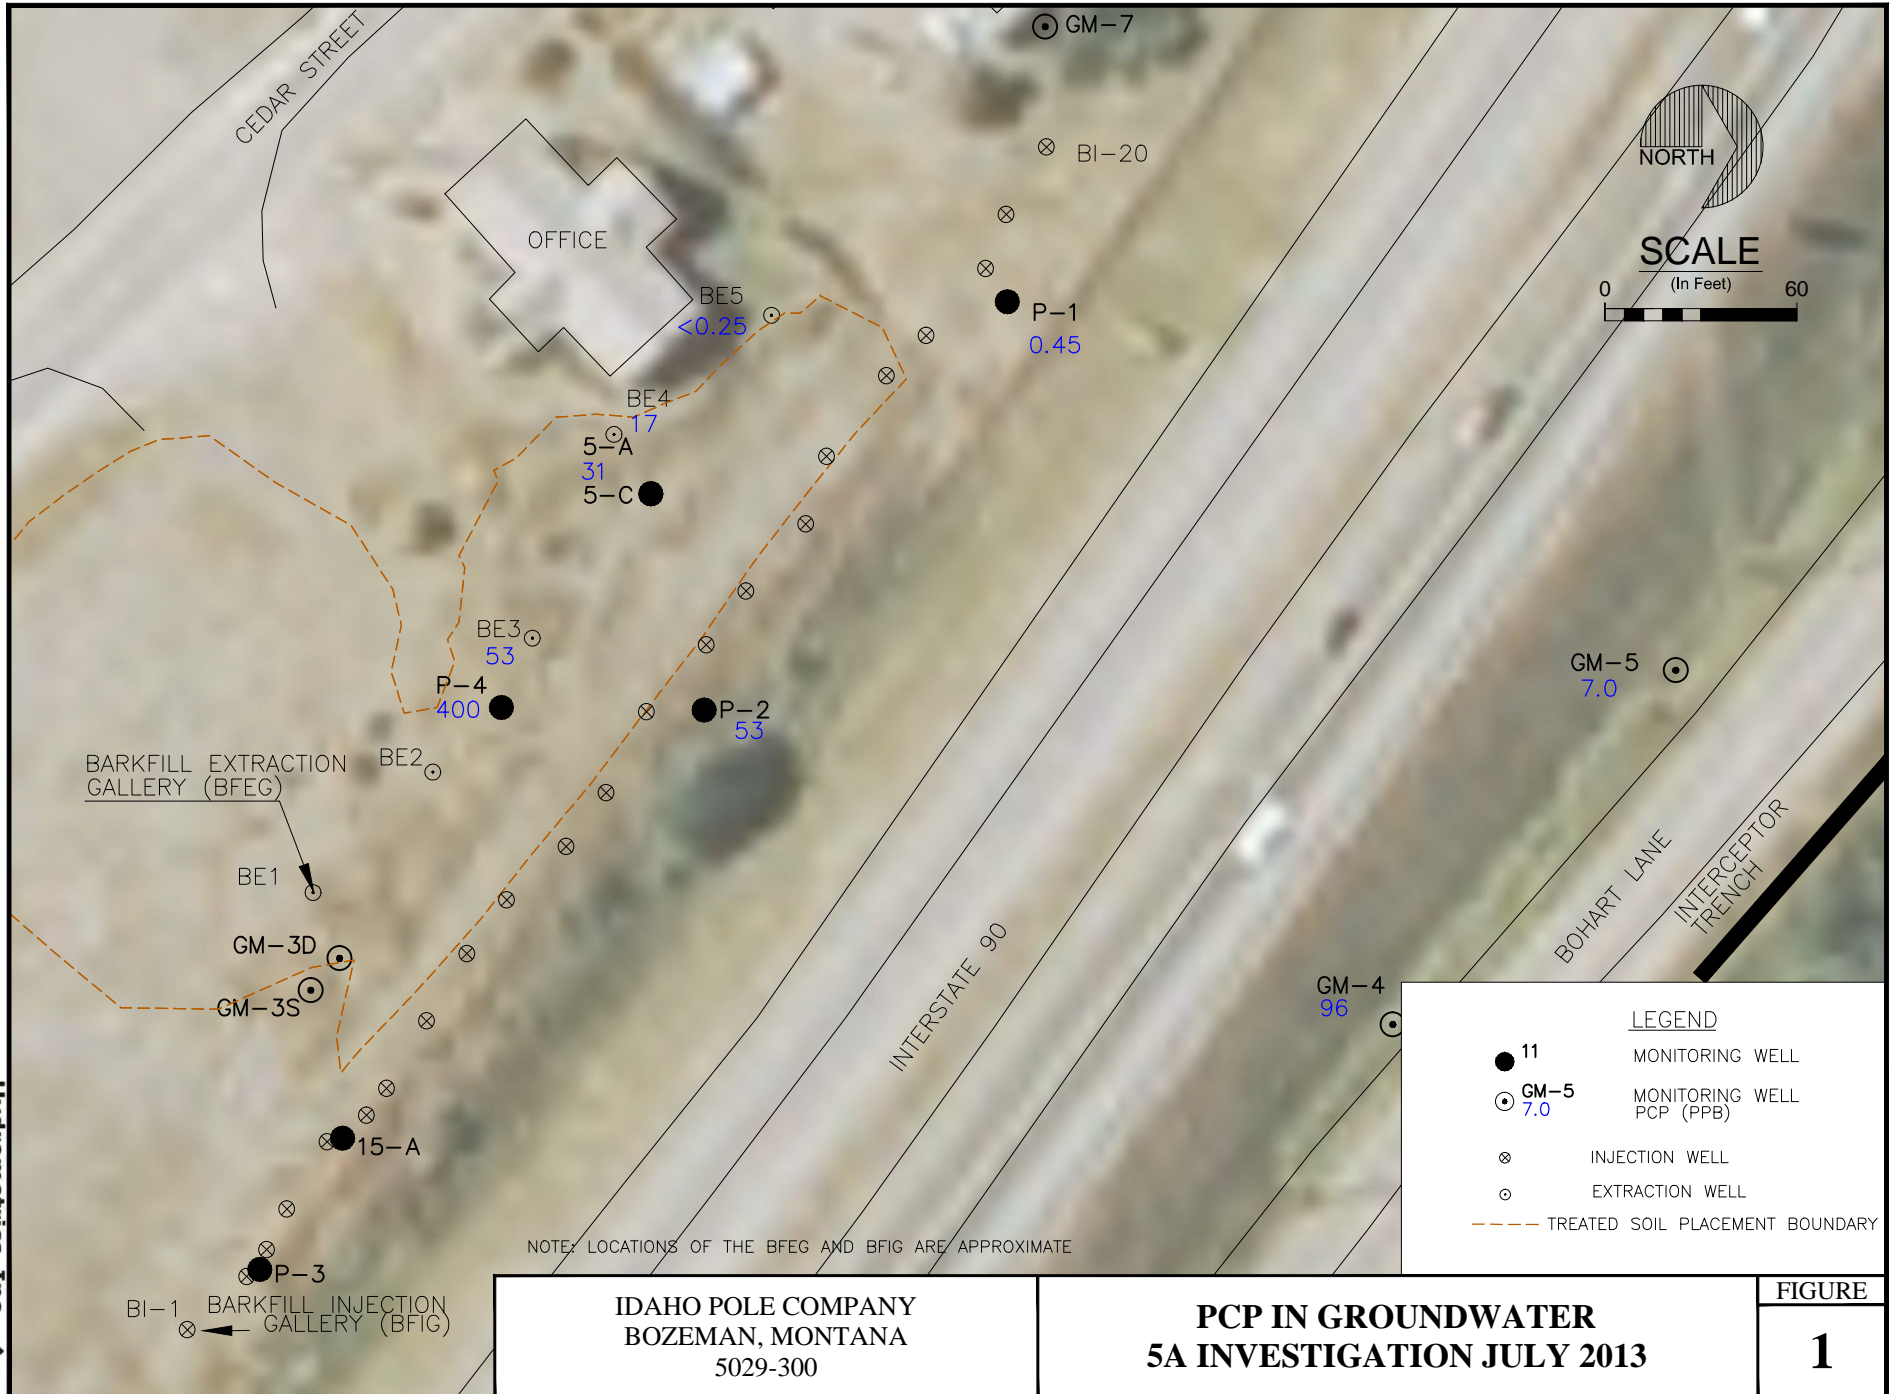 GM-7
CEDAR STREET
BI-20
NORTH
OFFICE
SCALE
(In Feet)
0 60
BE5
<0.25
P-1
0.45
BE4
17
5-A
31
5-C
BE3
53
P-4
400
P-2
53
GM-5
7.0
BE2
BARKFILL EXTRACTION
GALLERY (BFEG)
BE1
GM-3D
GM-3S
INTERSTATE 90
BOHART LANE
INTERCEPTOR
TRENCH
GM-4
96
LEGEND
11 MONITORING WELL
GM-5 MONITORING WELL
7.0 PCP (PPB)
INJECTION WELL
EXTRACTION WELL
TREATED SOIL PLACEMENT BOUNDARY
15-A
P-3
BI-1
BARKFILL INJECTION
GALLERY (BFIG)
NOTE: LOCATIONS OF THE BFEG AND BFIG ARE APPROXIMATE
IDAHO POLE COMPANY
BOZEMAN, MONTANA
5029-300
PCP IN GROUNDWATER
5A INVESTIGATION JULY 2013
FIGURE
1